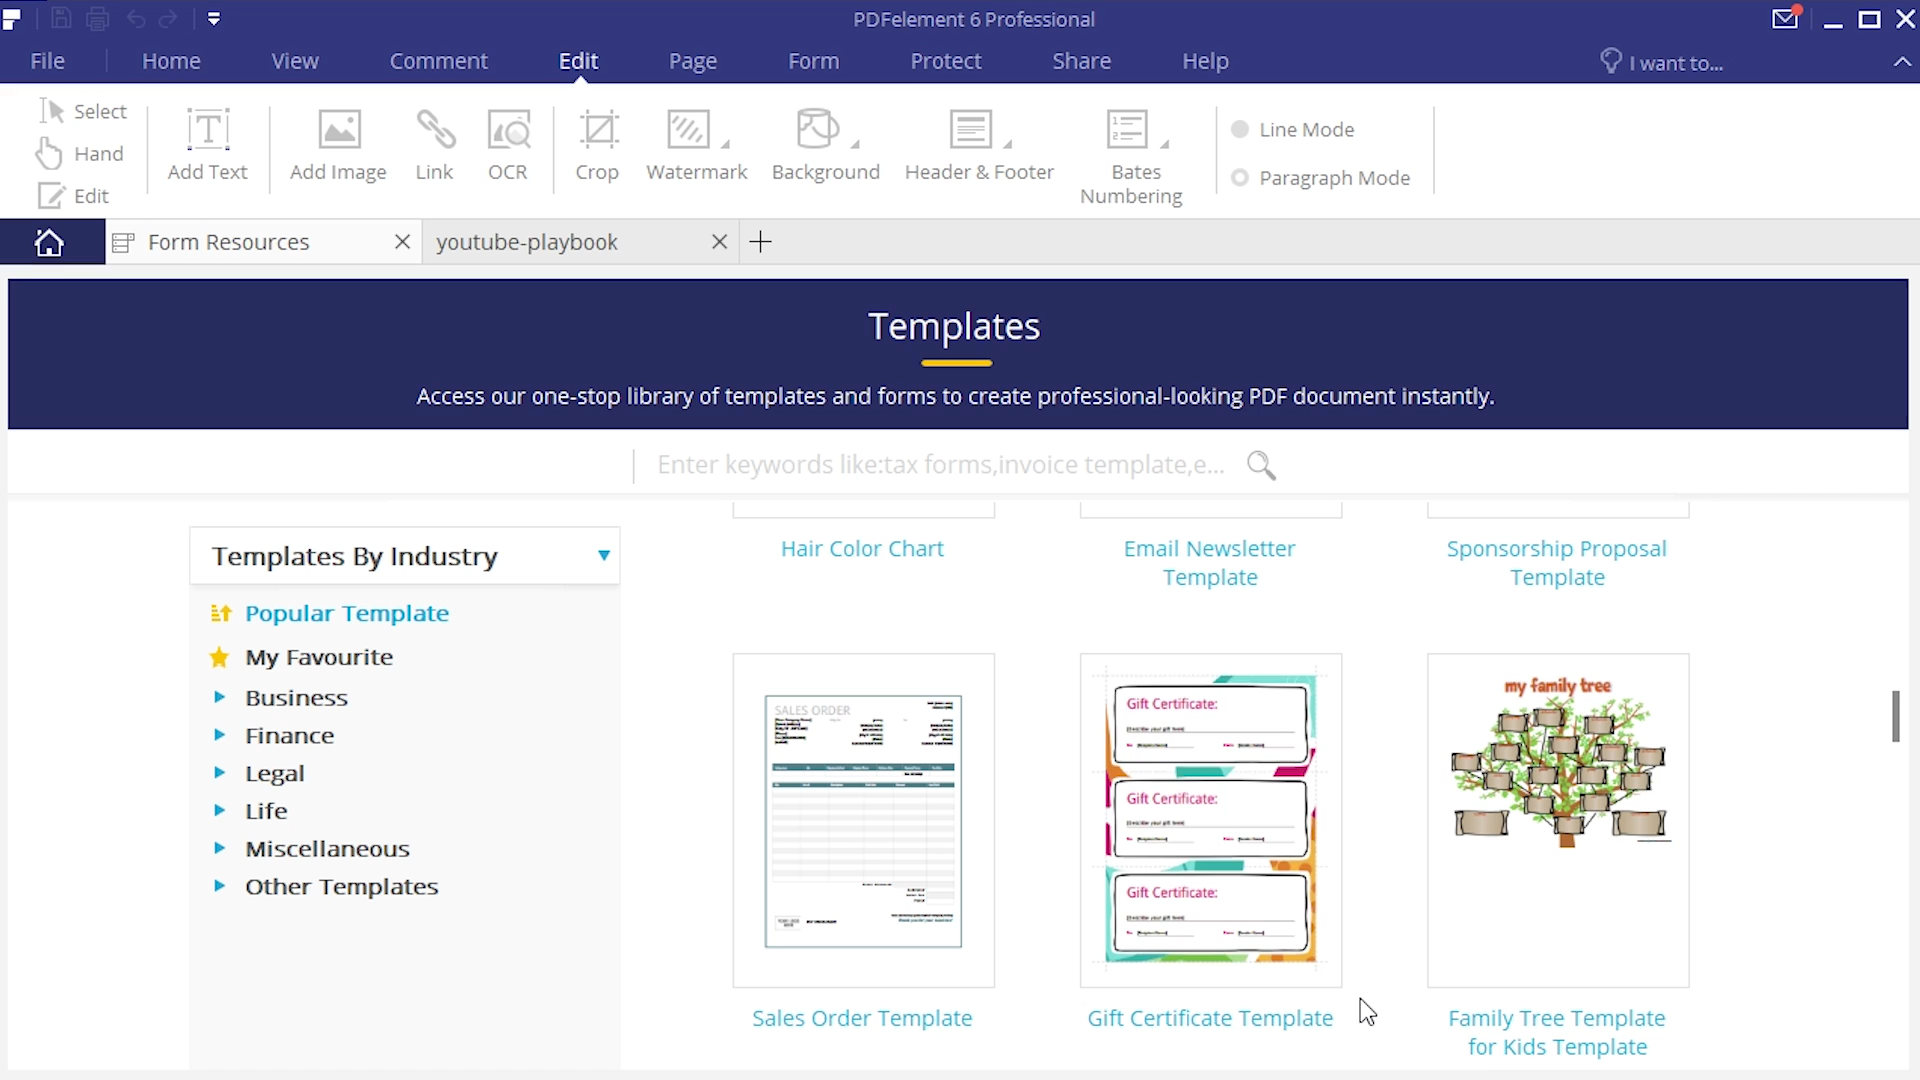 PDFelement 6 Professional
File
Home
View
Comment
Edit
Page
Form
Protect
Share
Help
I want to...
Select
Hand
Edit
Add Text
Add Image
Link
OCR
Crop
Watermark
Background
Header & Footer
Bates
Numbering
Line Mode
Paragraph Mode
Form Resources
youtube-playbook
Templates
Access our one-stop library of templates and forms to create professional-looking PDF document instantly.
Enter keywords like:tax forms,invoice template,e...
Templates By Industry
Popular Template
My Favourite
Business
Finance
Legal
Life
Miscellaneous
Other Templates
Hair Color Chart
Email Newsletter
Template
Sponsorship Proposal
Template
SALES ORDER
Sales Order Template
Gift Certificate:
Gift Certificate:
Gift Certificate:
Gift Certificate Template
my family tree
Family Tree Template
for Kids Template